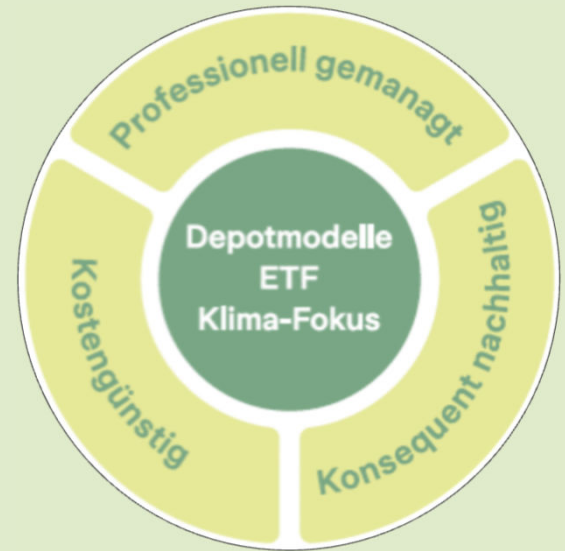 Professionell gemanagt
Depotmodelle
ETF
Klima-Fokus
Kostengünstig
Konsequent nachhaltig